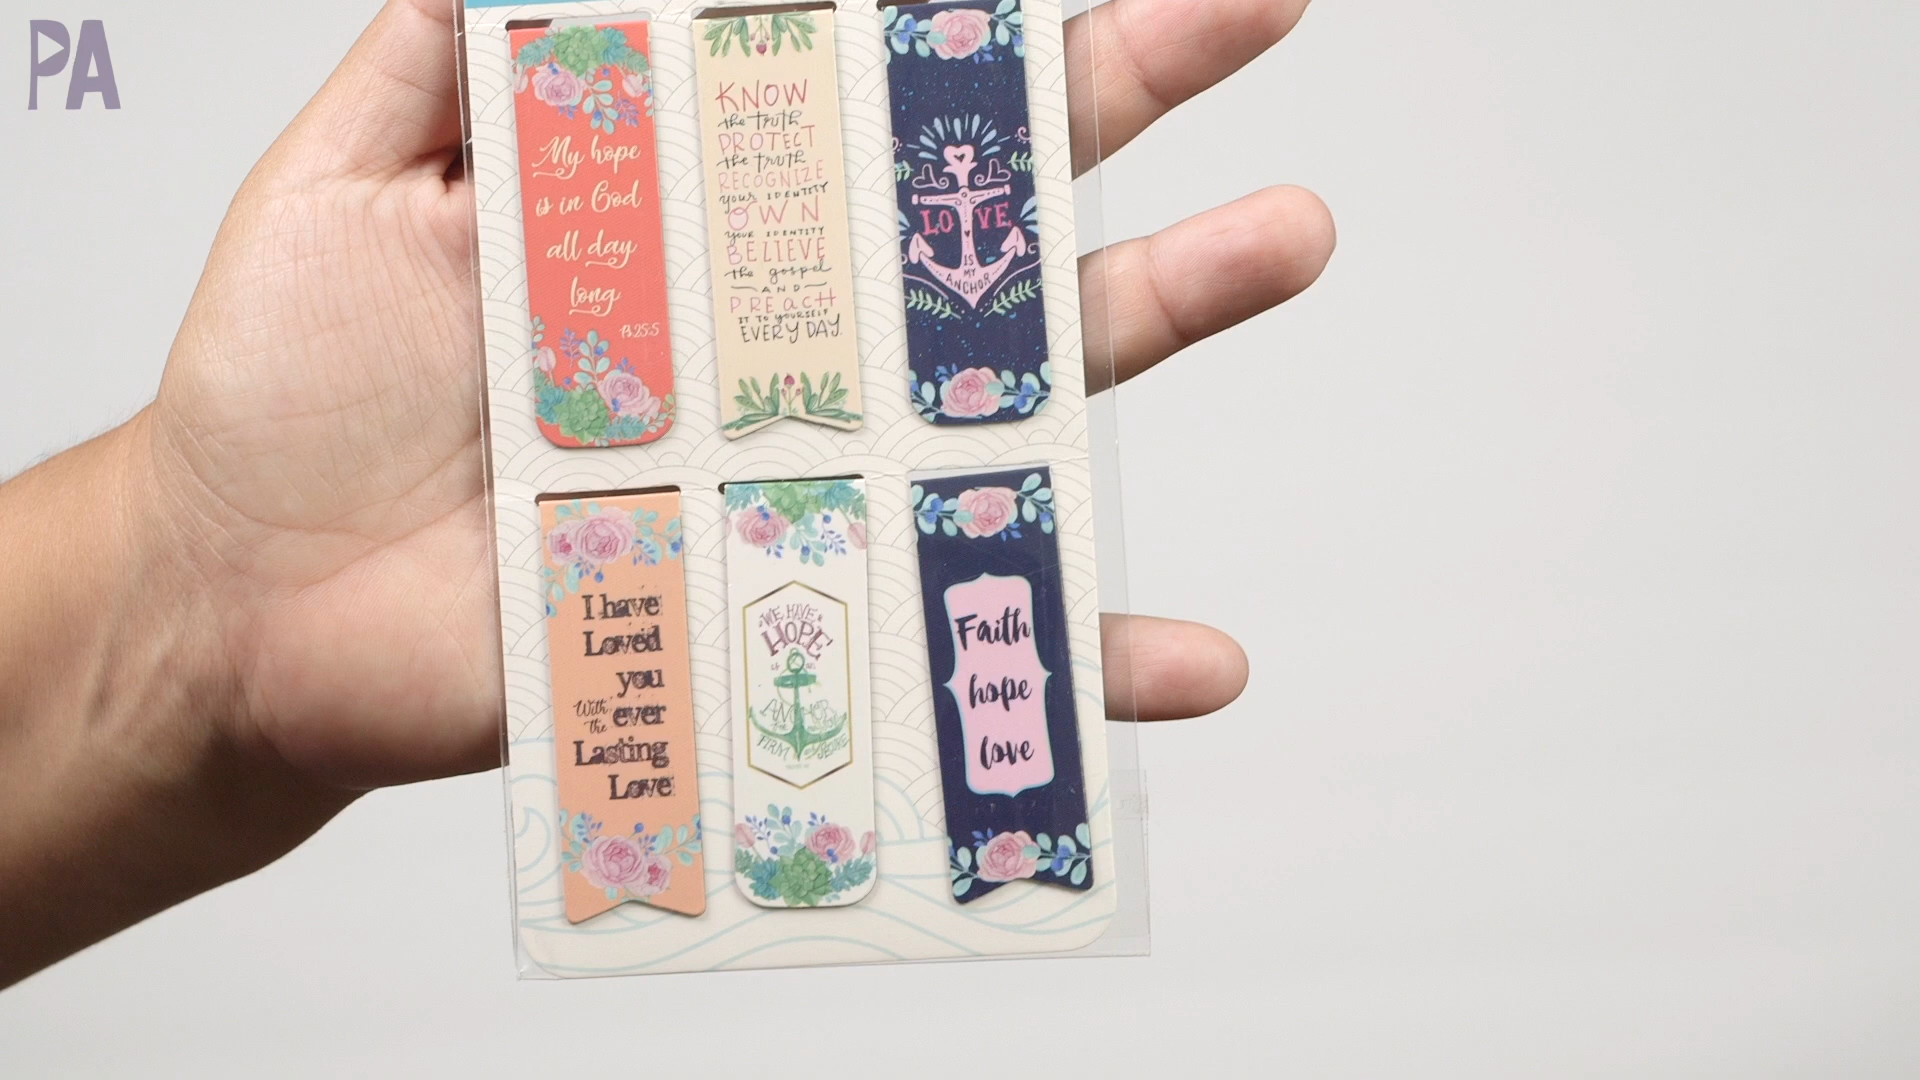 PA
My hope
is in God
all day
long
Ps.25:5
KNOW
the truth
PROTECT
the truth
RECOGNIZE
your IDENTITY
OWN
your IDENTITY
BELIEVE
the gospel
AND
PREACH
IT TO YOURSELF
EVERY DAY.
LOVE
IS
MY
ANCHOR
I have
Loved
you
With the ever
Lasting
Love
WE HAVE
HOPE
ANCHOR
FIRM
SECURE
Faith
hope
love